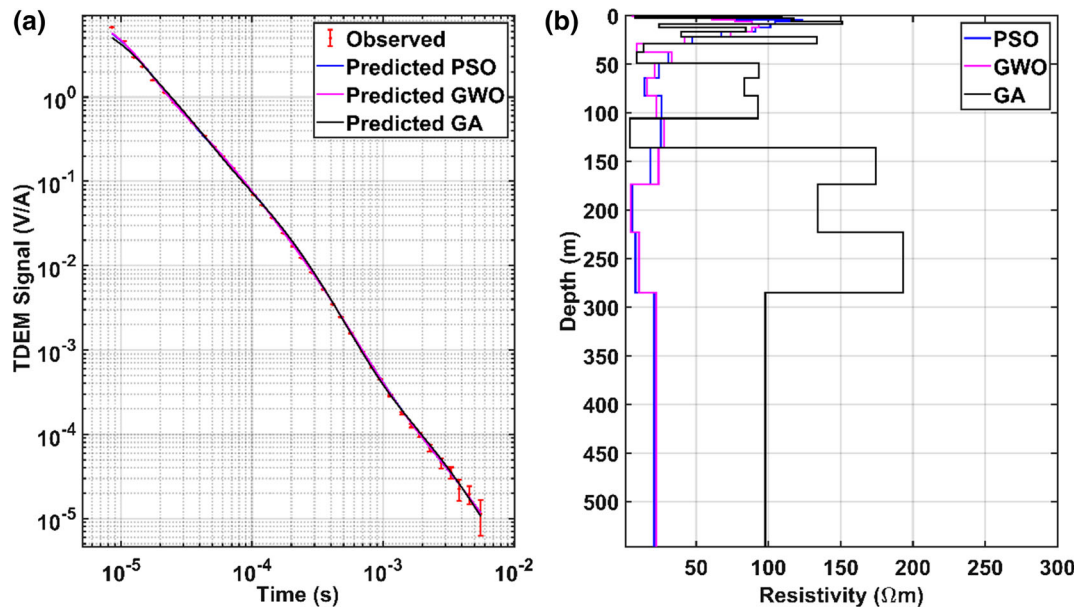 (a)
Observed
Predicted PSO
Predicted GWO
Predicted GA
TDEM Signal (V/A)
10^0
10^-1
10^-2
10^-3
10^-4
10^-5
10^-5 10^-4 10^-3 10^-2
Time (s)
(b)
PSO
GWO
GA
Depth (m)
0
50
100
150
200
250
300
350
400
450
500
50 100 150 200 250 300
Resistivity (Ωm)